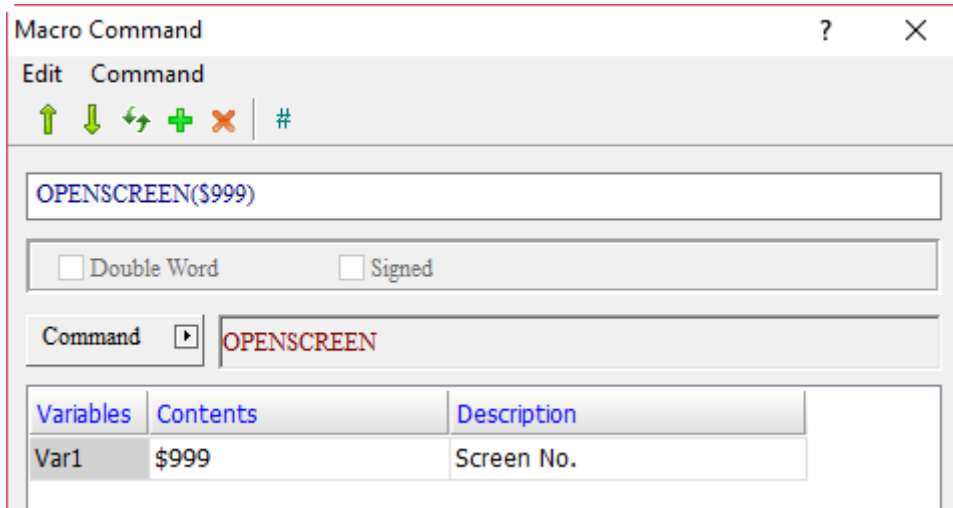 Macro Command ?
Edit Command
#
OPENSCREEN($999)
Double Word Signed
Command OPENSCREEN
Variables Contents Description
Var1 $999 Screen No.